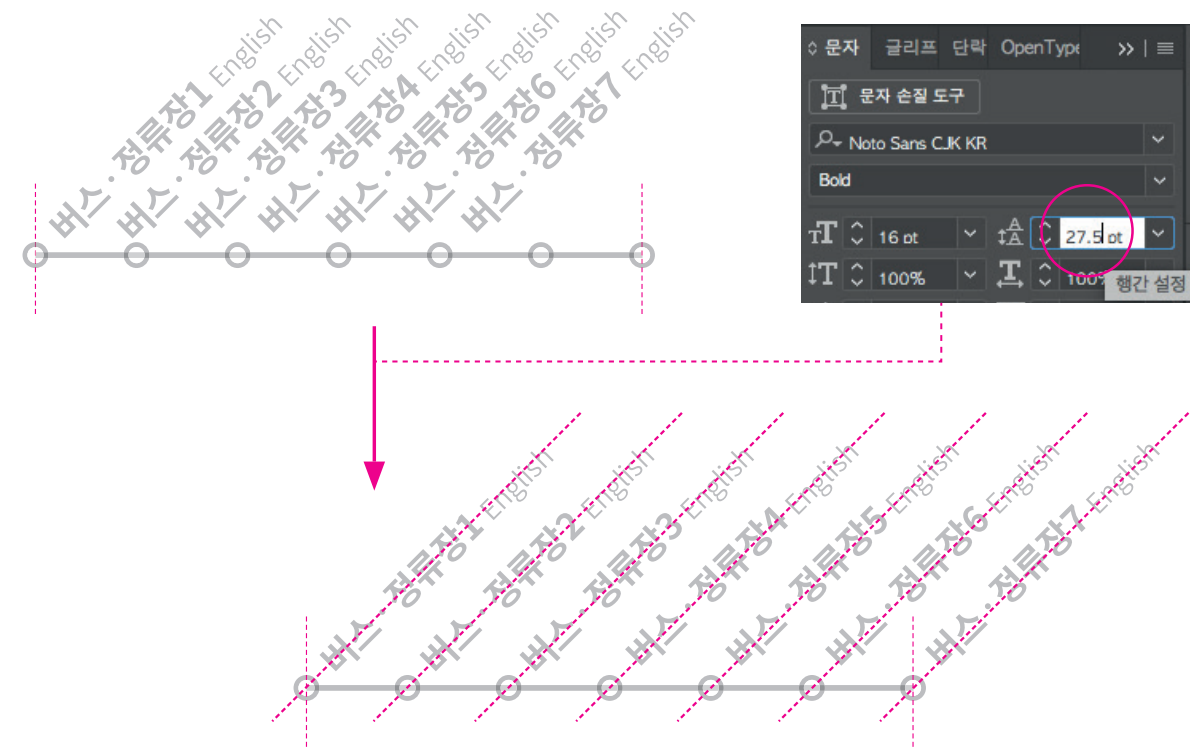 버스·정류장1 English
버스·정류장2 English
버스·정류장3 English
버스·정류장4 English
버스·정류장5 English
버스·정류장6 English
버스·정류장7 English
문자 글리프 단락 OpenType
문자 손질 도구
Noto Sans CJK KR
Bold
16 pt 27.5 pt
100% 100%
행간 설정
버스·정류장1 English
버스·정류장2 English
버스·정류장3 English
버스·정류장4 English
버스·정류장5 English
버스·정류장6 English
버스·정류장7 English